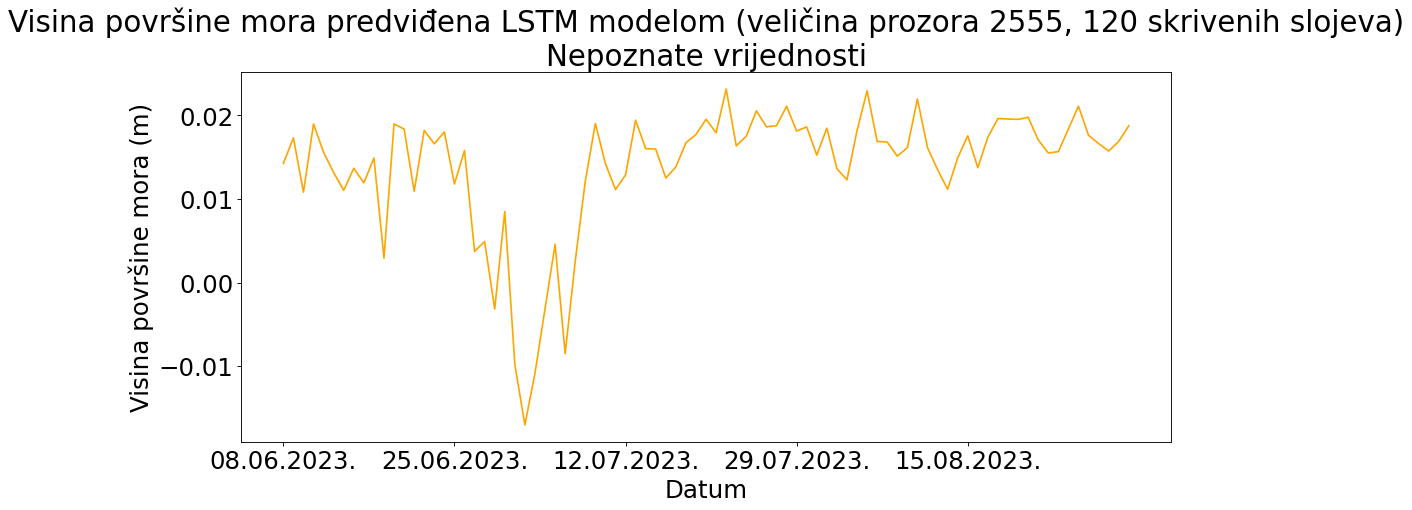 Visina površine mora predviđena LSTM modelom (veličina prozora 2555, 120 skrivenih slojeva)
Nepoznate vrijednosti
Visina površine mora (m)
0.02
0.01
0.00
−0.01
08.06.2023. 25.06.2023. 12.07.2023. 29.07.2023. 15.08.2023.
Datum